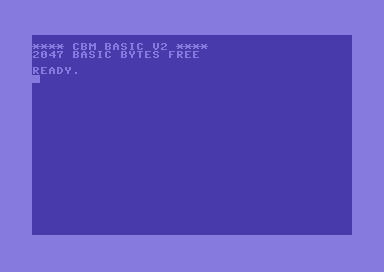 **** CBM BASIC V2 ****
2047 BASIC BYTES FREE
READY.